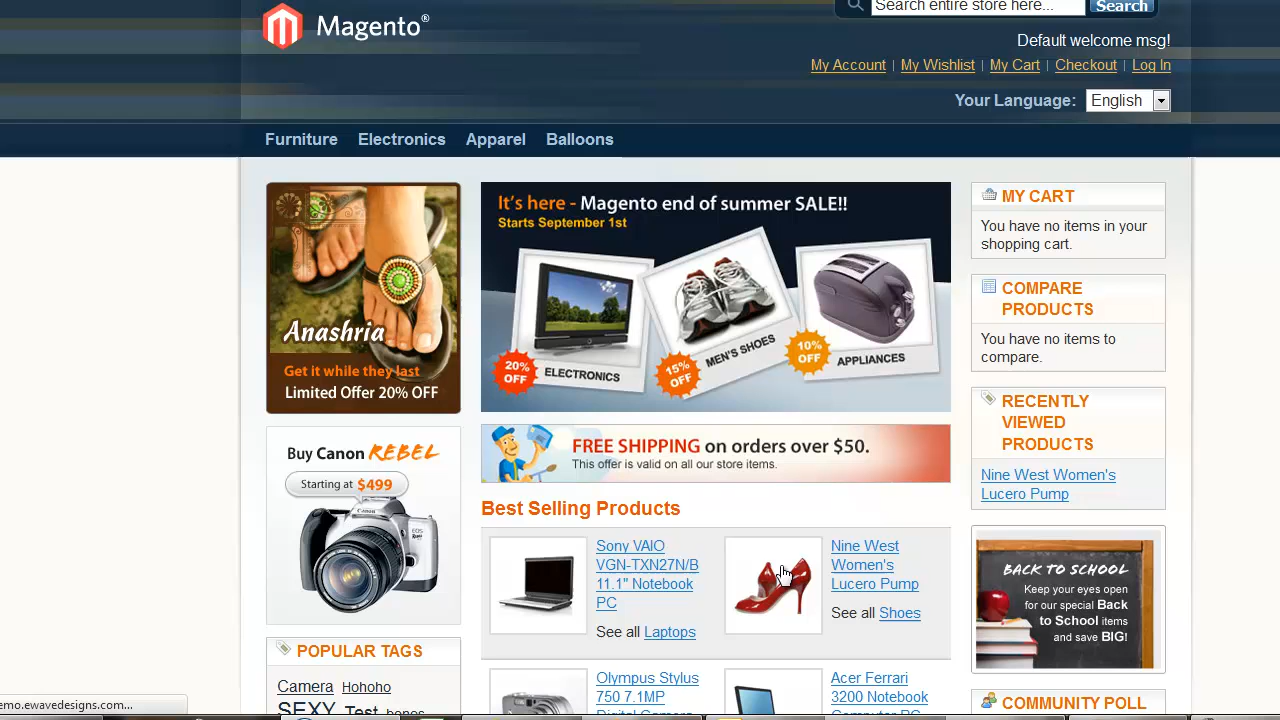 Search entire store here...
Search
Magento®
Default welcome msg!
My Account
My Wishlist
My Cart
Checkout
Log In
Your Language:
English
Furniture
Electronics
Apparel
Balloons
Anashria
Get it while they last
Limited Offer 20% OFF
It's here - Magento end of summer SALE!!
Starts September 1st
20% OFF
ELECTRONICS
15% OFF
MEN'S SHOES
10% OFF
APPLIANCES
MY CART
You have no items in your
shopping cart.
COMPARE
PRODUCTS
You have no items to
compare.
RECENTLY
VIEWED
PRODUCTS
Nine West Women's
Lucero Pump
Buy Canon REBEL
Starting at $499
FREE SHIPPING on orders over $50.
This offer is valid on all our store items.
Best Selling Products
Sony VAIO
VGN-TXN27N/B
11.1" Notebook
PC
See all Laptops
Nine West
Women's
Lucero Pump
See all Shoes
BACK TO SCHOOL
Keep your eyes open
for our special Back
to School items
and save BIG!
POPULAR TAGS
Camera Hohoho
SEXY Test bones
Olympus Stylus
750 7.1MP
Digital Camera
Acer Ferrari
3200 Notebook
Computer PC
COMMUNITY POLL
emo.evavedesigns.com...